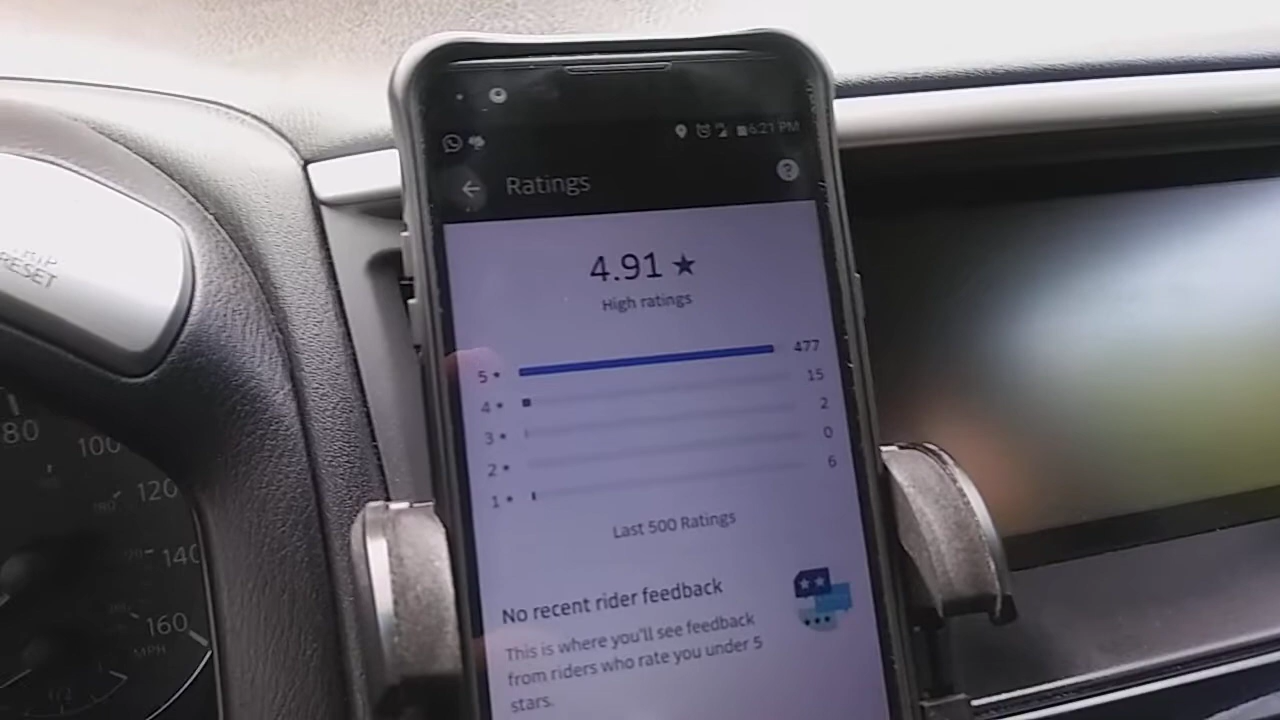 6:21 PM
Ratings
?
4.91 ★
High ratings
5★ 477
4★ 15
3★ 2
2★ 0
1★ 6
Last 500 Ratings
No recent rider feedback
This is where you'll see feedback
from riders who rate you under 5
stars.
RESET
80
100
120
140
160
MPH